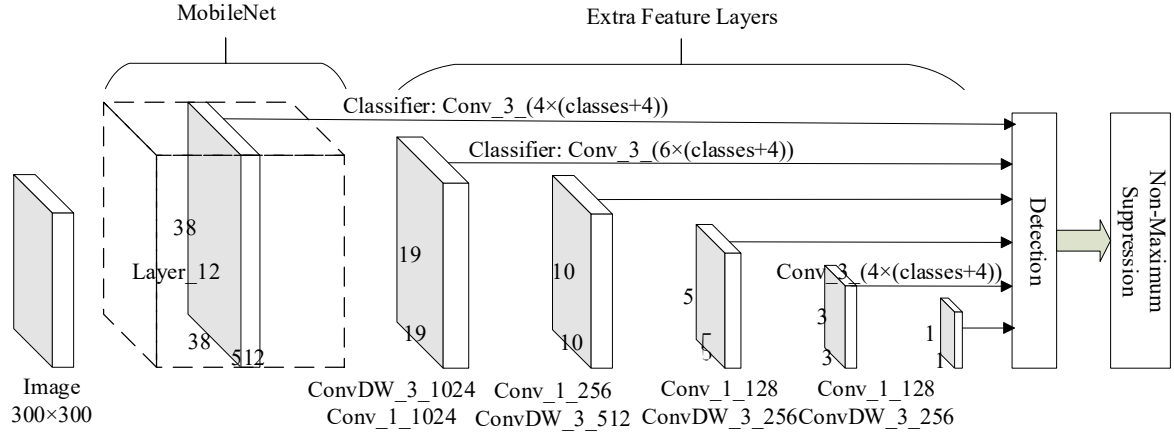 MobileNet
Extra Feature Layers
Classifier: Conv_3_(4×(classes+4))
Classifier: Conv_3_(6×(classes+4))
38
Layer_12
38
512
19
19
10
10
5
5
Conv_3_(4×(classes+4))
3
3
1
1
Detection
Non-Maximum
Suppression
Image
300×300
ConvDW_3_1024
Conv_1_1024
Conv_1_256
ConvDW_3_512
Conv_1_128
ConvDW_3_256
Conv_1_128
ConvDW_3_256